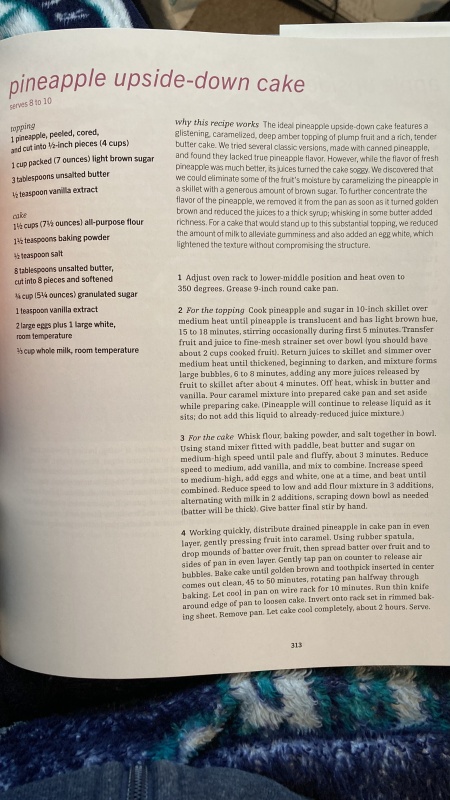 pineapple upside-down cake
serves 8 to 10
topping
1 pineapple, peeled, cored,
and cut into ½-inch pieces (4 cups)
1 cup packed (7 ounces) light brown sugar
3 tablespoons unsalted butter
½ teaspoon vanilla extract
cake
1½ cups (7½ ounces) all-purpose flour
1½ teaspoons baking powder
½ teaspoon salt
8 tablespoons unsalted butter,
cut into 8 pieces and softened
¾ cup (5¼ ounces) granulated sugar
1 teaspoon vanilla extract
2 large eggs plus 1 large white,
room temperature
⅓ cup whole milk, room temperature
why this recipe works The ideal pineapple upside-down cake features a
glistening, caramelized, deep amber topping of plump fruit and a rich, tender
butter cake. We tried several classic versions, made with canned pineapple,
and found they lacked true pineapple flavor. However, while the flavor of fresh
pineapple was much better, its juices turned the cake soggy. We discovered that
we could eliminate some of the fruit's moisture by caramelizing the pineapple in
a skillet with a generous amount of brown sugar. To further concentrate the
flavor of the pineapple, we removed it from the pan as soon as it turned golden
brown and reduced the juices to a thick syrup; whisking in some butter added
richness. For a cake that would stand up to this substantial topping, we reduced
the amount of milk to alleviate gumminess and also added an egg white, which
lightened the texture without compromising the structure.
1 Adjust oven rack to lower-middle position and heat oven to
350 degrees. Grease 9-inch round cake pan.
2 For the topping Cook pineapple and sugar in 10-inch skillet over
medium heat until pineapple is translucent and has light brown hue,
15 to 18 minutes, stirring occasionally during first 5 minutes. Transfer
fruit and juice to fine-mesh strainer set over bowl (you should have
about 2 cups cooked fruit). Return juices to skillet and simmer over
medium heat until thickened, beginning to darken, and mixture forms
large bubbles, 6 to 8 minutes, adding any more juices released by
fruit to skillet after about 4 minutes. Off heat, whisk in butter and
vanilla. Pour caramel mixture into prepared cake pan and set aside
while preparing cake. (Pineapple will continue to release liquid as it
sits; do not add this liquid to already-reduced juice mixture.)
3 For the cake Whisk flour, baking powder, and salt together in bowl.
Using stand mixer fitted with paddle, beat butter and sugar on
medium-high speed until pale and fluffy, about 3 minutes. Reduce
speed to medium, add vanilla, and mix to combine. Increase speed
to medium-high, add eggs and white, one at a time, and beat until
combined. Reduce speed to low and add flour mixture in 3 additions,
alternating with milk in 2 additions, scraping down bowl as needed
(batter will be thick). Give batter final stir by hand.
4 Working quickly, distribute drained pineapple in cake pan in even
layer, gently pressing fruit into caramel. Using rubber spatula,
drop mounds of batter over fruit, then spread batter over fruit and to
sides of pan in even layer. Gently tap pan on counter to release air
bubbles. Bake cake until golden brown and toothpick inserted in center
comes out clean, 45 to 50 minutes, rotating pan halfway through
baking. Let cool in pan on wire rack for 10 minutes. Run thin knife
around edge of pan to loosen cake. Invert onto rack set in rimmed bak-
ing sheet. Remove pan. Let cake cool completely, about 2 hours. Serve.
313